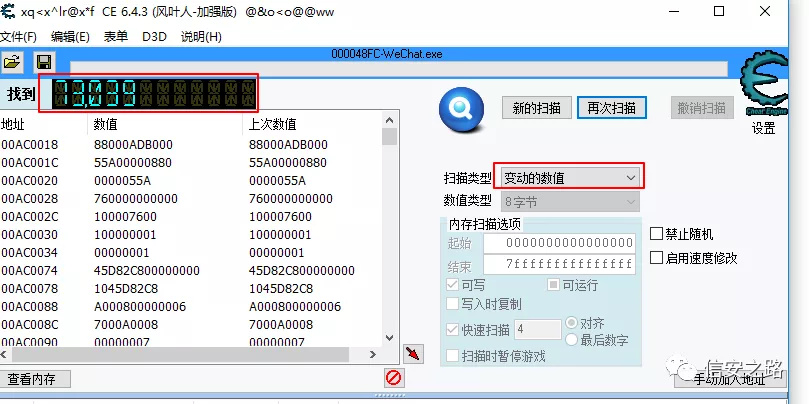 xq<x^lr@x*f CE 6.4.3 (风叶人-加强版) @&o<o@@ww
文件(F) 编辑(E) 表单 D3D 说明(H)
000048FC-WeChat.exe
找到
地址 数值 上次数值
00AC0018 88000ADB000 88000ADB000
00AC001C 55A00000880 55A00000880
00AC0020 0000055A 0000055A
00AC0028 760000000000 760000000000
00AC002C 100007600 100007600
00AC0030 100000001 100000001
00AC0034 00000001 00000001
00AC0074 45D82C800000000 45D82C800000000
00AC0078 1045D82C8 1045D82C8
00AC0088 A000800000006 A000800000006
00AC008C 7000A0008 7000A0008
00AC0090 00000007 00000007
查看内存
新的扫描 再次扫描 撤销扫描
Cheat Engine
设置
扫描类型 变动的数值
数值类型 8字节
内存扫描选项
起始 0000000000000000
结束 7fffffffffffffff
可写 可运行
写入时复制
快速扫描 4 对齐
最后数字
扫描时暂停游戏
禁止随机
启用速度修改
手动加入地址
信安之路